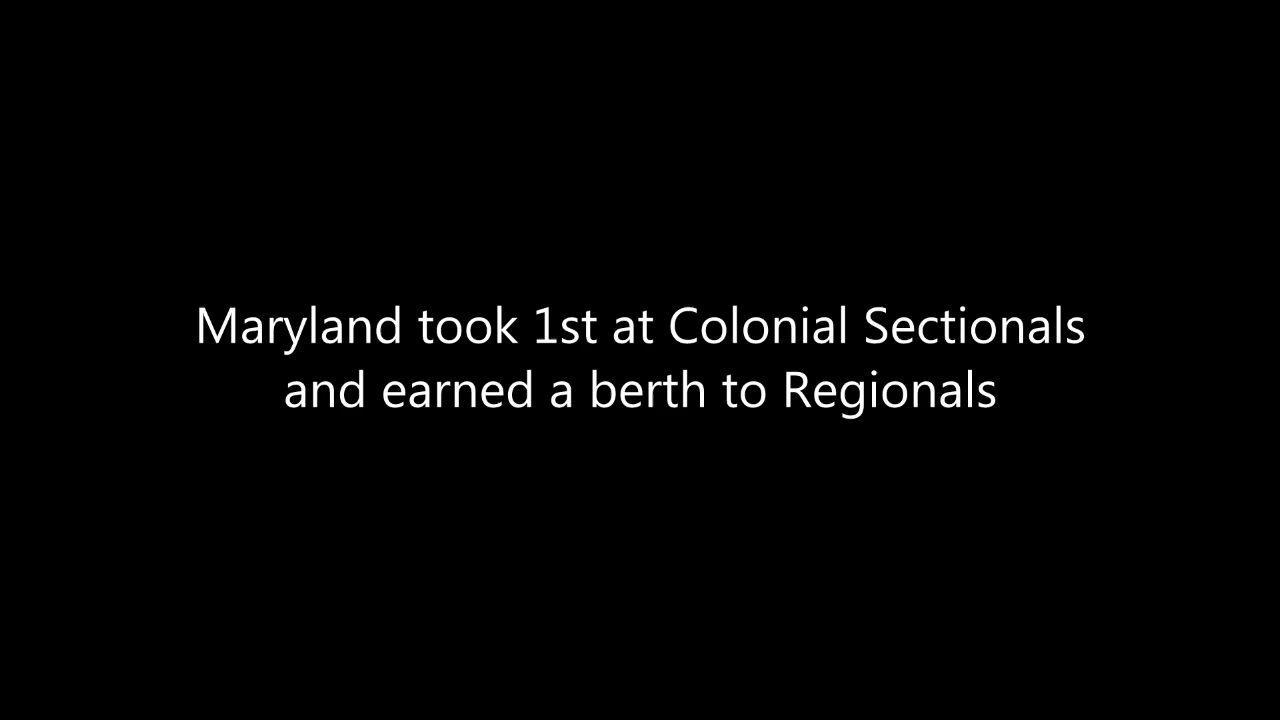 Maryland took 1st at Colonial Sectionals
and earned a berth to Regionals